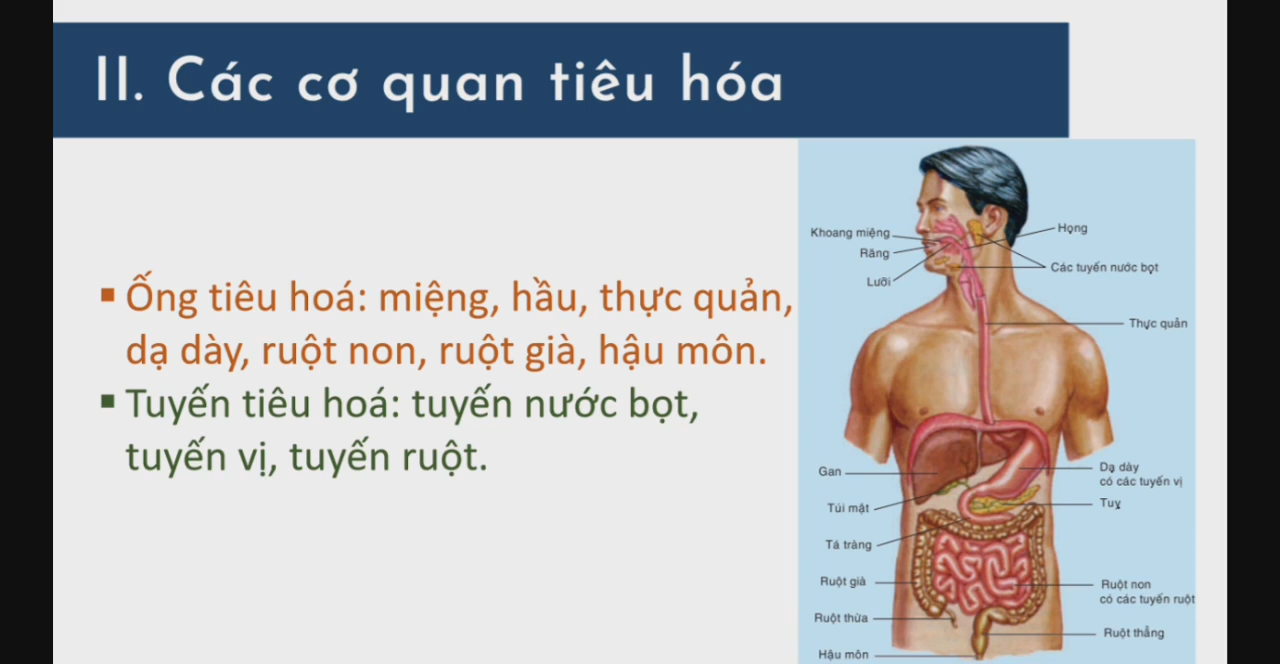 II. Các cơ quan tiêu hóa
▪ Ống tiêu hoá: miệng, hầu, thực quản,
dạ dày, ruột non, ruột già, hậu môn.
▪ Tuyến tiêu hoá: tuyến nước bọt,
tuyến vị, tuyến ruột.
Khoang miệng
Răng
Lưỡi
Họng
Các tuyến nước bọt
Thực quản
Gan
Túi mật
Tá tràng
Ruột già
Ruột thừa
Hậu môn
Dạ dày
có các tuyến vị
Tuỵ
Ruột non
có các tuyến ruột
Ruột thẳng